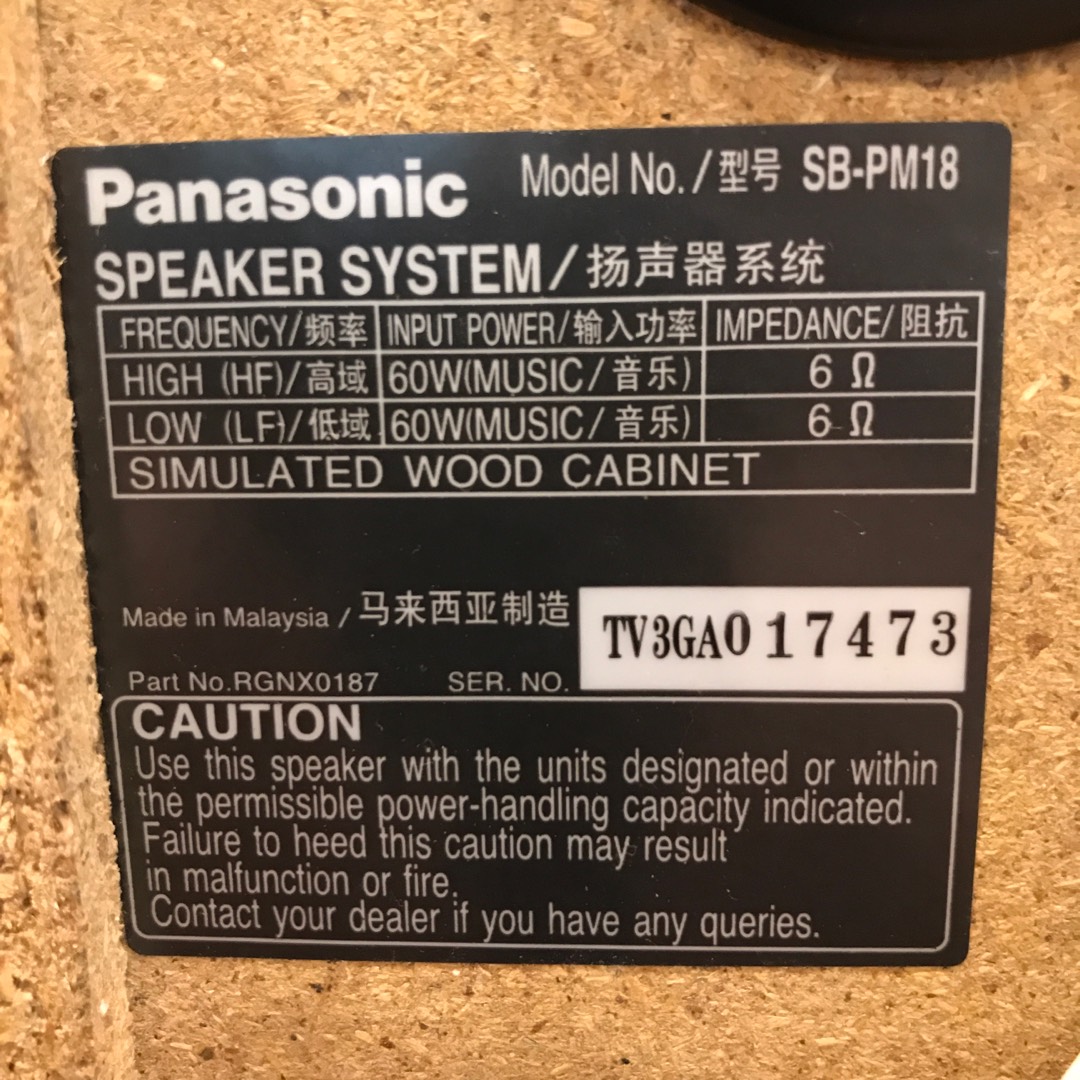 Panasonic Model No./型号 SB-PM18
SPEAKER SYSTEM/扬声器系统
FREQUENCY/频率 INPUT POWER/输入功率 IMPEDANCE/阻抗
HIGH (HF)/高域 60W(MUSIC/音乐) 6 Ω
LOW (LF)/低域 60W(MUSIC/音乐) 6 Ω
SIMULATED WOOD CABINET
Made in Malaysia / 马来西亚制造
Part No.RGNX0187 SER. NO. TV3GA017473
CAUTION
Use this speaker with the units designated or within
the permissible power-handling capacity indicated.
Failure to heed this caution may result
in malfunction or fire.
Contact your dealer if you have any queries.